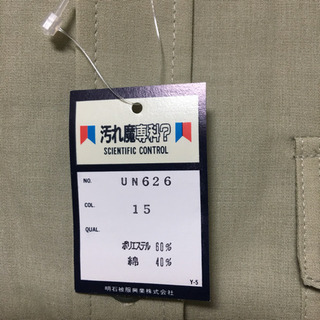 汚れ魔専科?
SCIENTIFIC CONTROL
NO. UN626
COL. 15
QUAL.
ポリエステル 60%
綿 40%
Y-5
明石被服興業株式会社